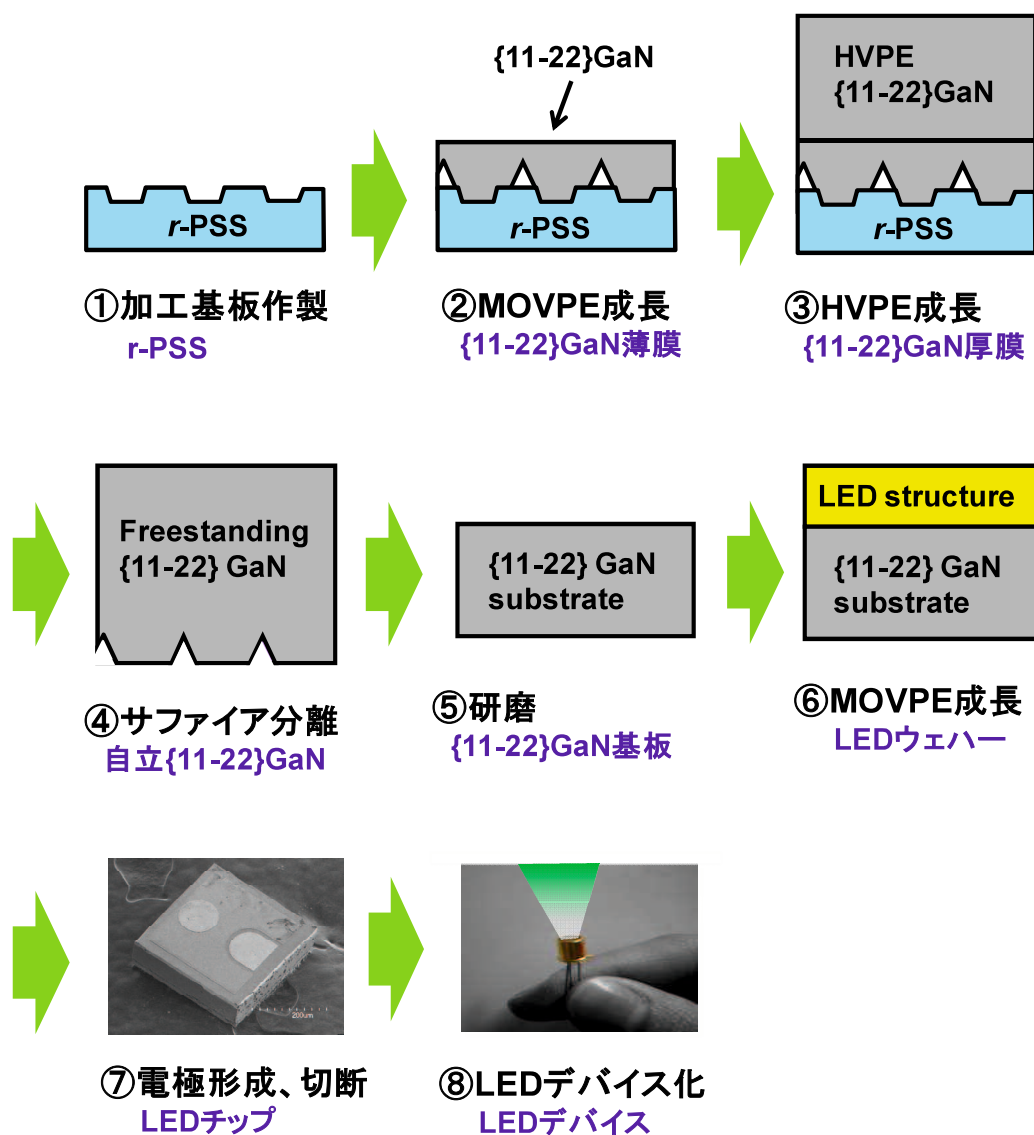 {11-22}GaN
HVPE
{11-22}GaN
r-PSS
r-PSS
r-PSS
①加工基板作製
r-PSS
②MOVPE成長
{11-22}GaN薄膜
③HVPE成長
{11-22}GaN厚膜
Freestanding
{11-22} GaN
{11-22} GaN
substrate
LED structure
{11-22} GaN
substrate
④サファイア分離
自立{11-22}GaN
⑤研磨
{11-22}GaN基板
⑥MOVPE成長
LEDウェハー
200um
⑦電極形成、切断
LEDチップ
⑧LEDデバイス化
LEDデバイス